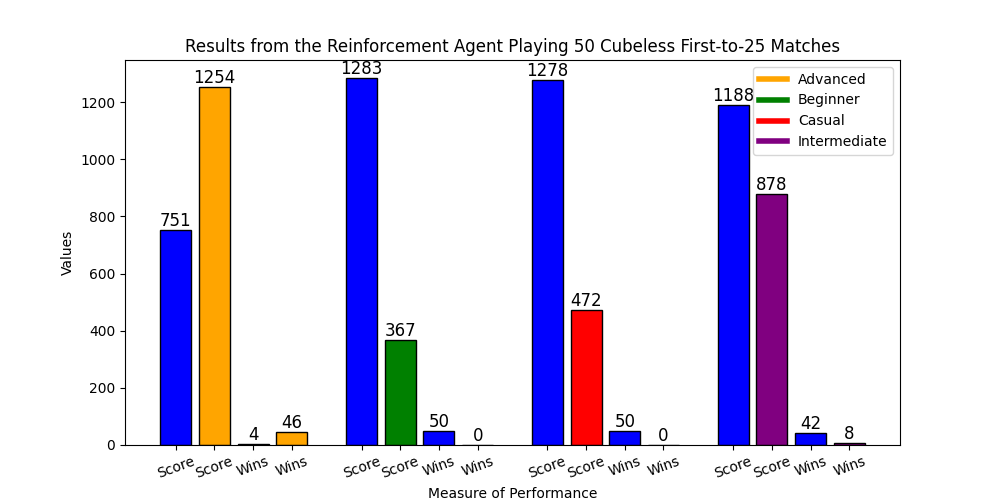 Results from the Reinforcement Agent Playing 50 Cubeless First-to-25 Matches
Values
1200
1000
800
600
400
200
0
751
1254
4
46
1283
367
50
0
1278
472
50
0
1188
878
42
8
Advanced
Beginner
Casual
Intermediate
Score Score Wins Wins Score Score Wins Wins Score Score Wins Wins Score Score Wins Wins
Measure of Performance